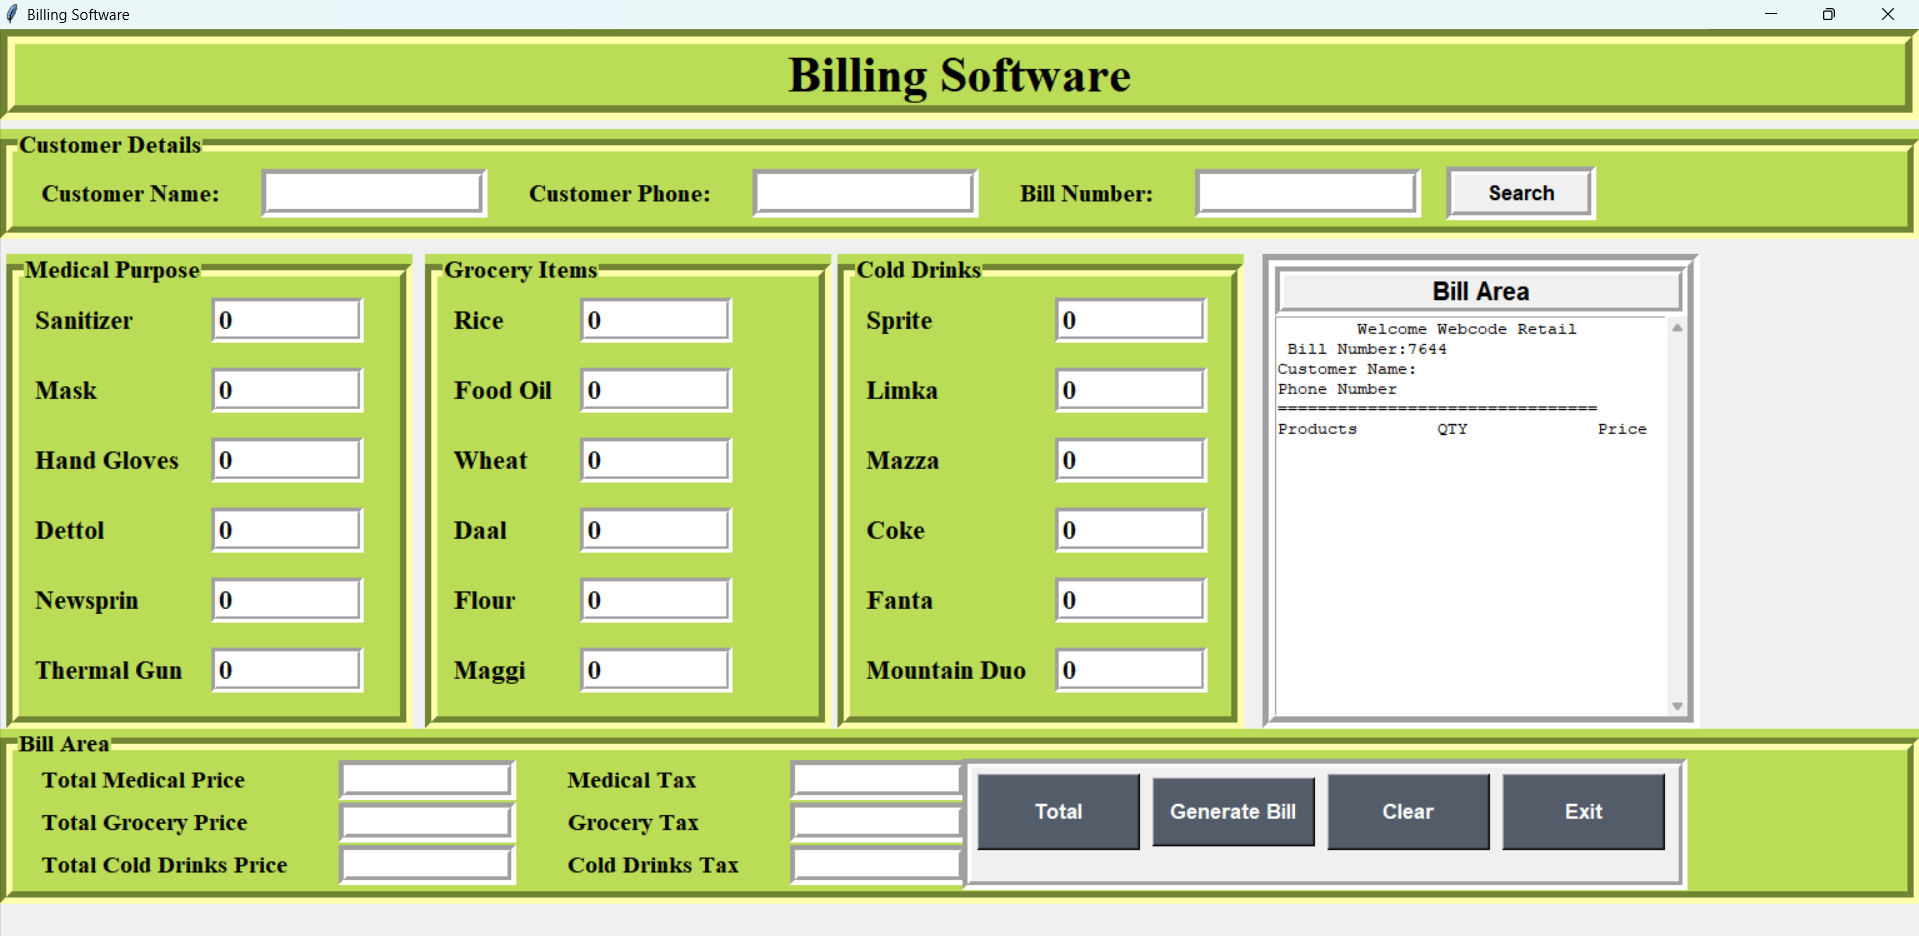 Billing Software
Billing Software
Customer Details
Customer Name:
Customer Phone:
Bill Number:
Search
Medical Purpose
Sanitizer 0
Mask 0
Hand Gloves 0
Dettol 0
Newsprin 0
Thermal Gun 0
Grocery Items
Rice 0
Food Oil 0
Wheat 0
Daal 0
Flour 0
Maggi 0
Cold Drinks
Sprite 0
Limka 0
Mazza 0
Coke 0
Fanta 0
Mountain Duo 0
Bill Area
Welcome Webcode Retail
Bill Number:7644
Customer Name:
Phone Number
================================
Products QTY Price
Bill Area
Total Medical Price
Total Grocery Price
Total Cold Drinks Price
Medical Tax
Grocery Tax
Cold Drinks Tax
Total
Generate Bill
Clear
Exit